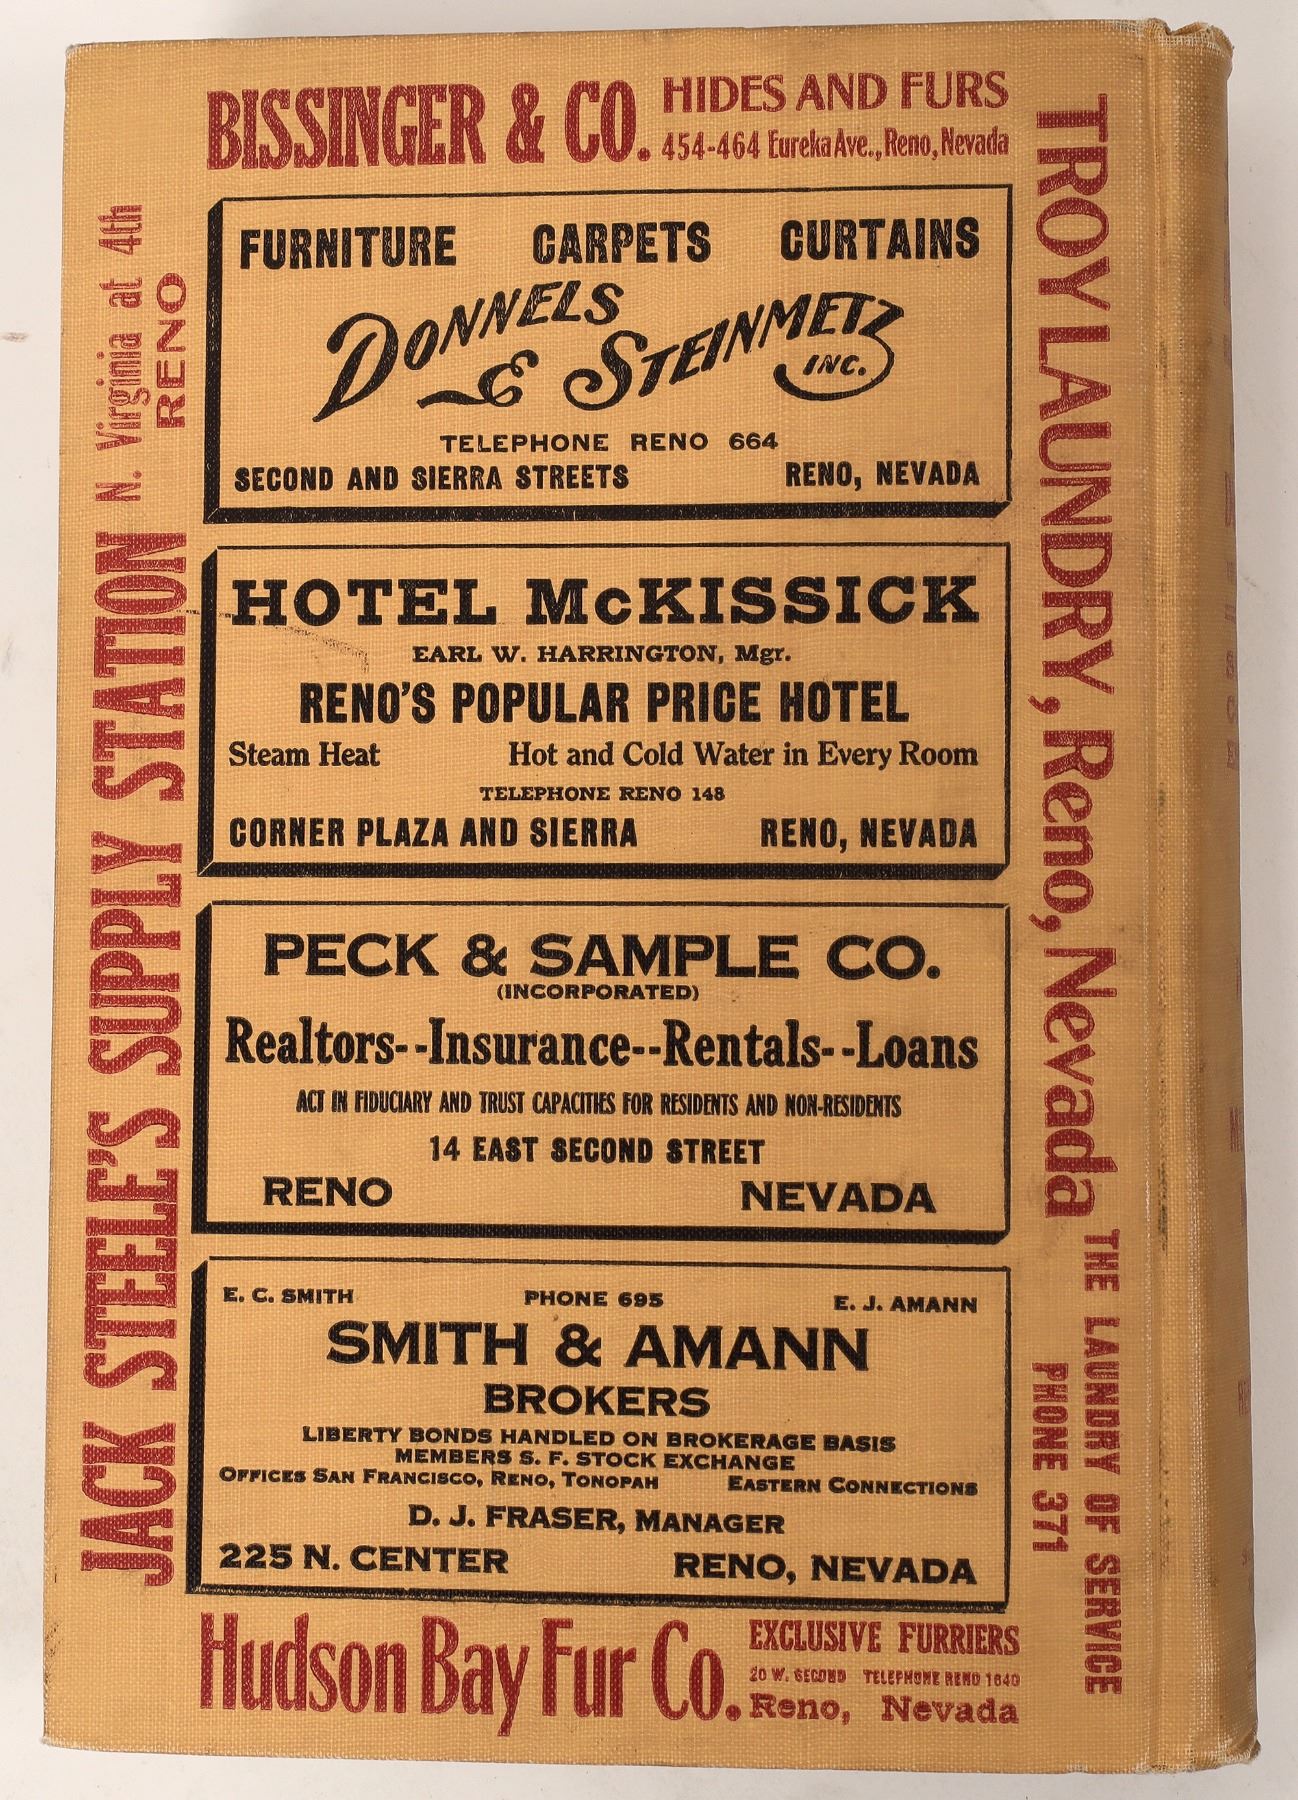 BISSINGER & CO. HIDES AND FURS
454-464 Eureka Ave., Reno, Nevada
FURNITURE CARPETS CURTAINS
DONNELS
& STEINMETZ
INC.
TELEPHONE RENO 664
SECOND AND SIERRA STREETS RENO, NEVADA
HOTEL McKISSICK
EARL W. HARRINGTON, Mgr.
RENO'S POPULAR PRICE HOTEL
Steam Heat Hot and Cold Water in Every Room
TELEPHONE RENO 148
CORNER PLAZA AND SIERRA RENO, NEVADA
PECK & SAMPLE CO.
(INCORPORATED)
Realtors--Insurance--Rentals--Loans
ACT IN FIDUCIARY AND TRUST CAPACITIES FOR RESIDENTS AND NON-RESIDENTS
14 EAST SECOND STREET
RENO NEVADA
E. C. SMITH PHONE 695 E. J. AMANN
SMITH & AMANN
BROKERS
LIBERTY BONDS HANDLED ON BROKERAGE BASIS
MEMBERS S. F. STOCK EXCHANGE
OFFICES SAN FRANCISCO, RENO, TONOPAH EASTERN CONNECTIONS
D. J. FRASER, MANAGER
225 N. CENTER RENO, NEVADA
Hudson Bay Fur Co. EXCLUSIVE FURRIERS
20 W. SECOND TELEPHONE RENO 1640
Reno, Nevada
JACK STEELE'S SUPPLY STATION N. Virginia at 4th
RENO
TROY LAUNDRY, Reno, Nevada THE LAUNDRY OF SERVICE
PHONE 371